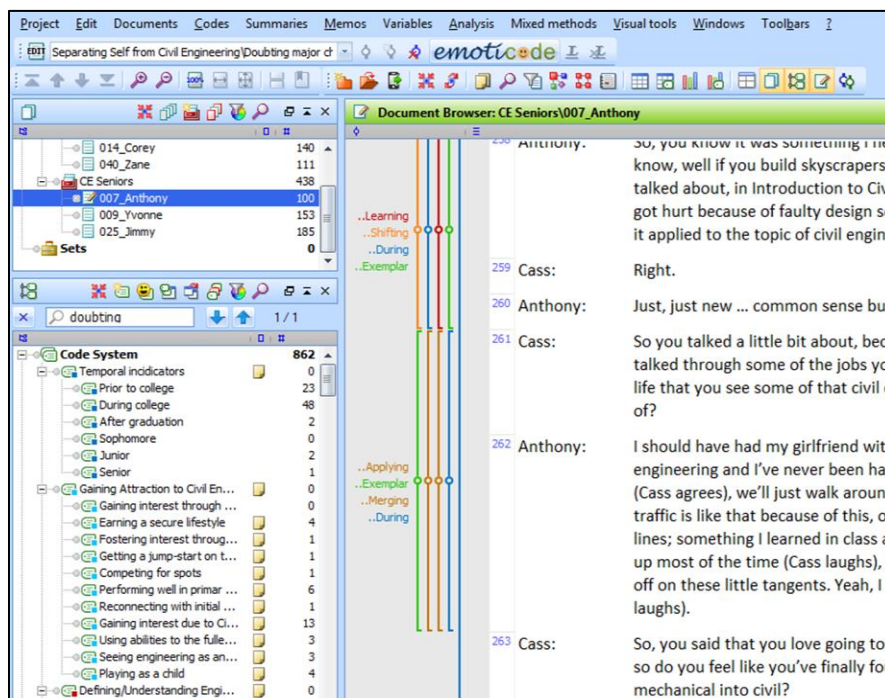 Project Edit Documents Codes Summaries Memos Variables Analysis Mixed methods Visual tools Windows Toolbars ?
EDIT Separating Self from Civil Engineering\Doubting major ch emoticode
014_Corey 140
040_Zane 111
CE Seniors 438
007_Anthony 100
009_Yvonne 153
025_Jimmy 185
Sets 0
doubting 1 / 1
Code System 862
Temporal incidicators 0
Prior to college 23
During college 48
After graduation 2
Sophomore 0
Junior 2
Senior 1
Gaining Attraction to Civil En... 0
Gaining interest through ... 0
Earning a secure lifestyle 4
Fostering interest throug... 1
Getting a jump-start on t... 1
Competing for spots 1
Performing well in primar ... 6
Reconnecting with initial ... 1
Gaining interest due to Ci... 13
Using abilities to the fulle... 3
Seeing engineering as an... 3
Playing as a child 4
Defining/Understanding Engi... 0
Document Browser: CE Seniors\007_Anthony
..Learning
..Shifting
..During
..Exemplar
..Applying
..Exemplar
..Merging
..During
258 Anthony: So, you know it was something I he
know, well if you build skyscrapers
talked about, in Introduction to Civ
got hurt because of faulty design s
it applied to the topic of civil engin
259 Cass: Right.
260 Anthony: Just, just new ... common sense bu
261 Cass: So you talked a little bit about, bec
talked through some of the jobs yo
life that you see some of that civil
of?
262 Anthony: I should have had my girlfriend wit
engineering and I've never been ha
(Cass agrees), we'll just walk aroun
traffic is like that because of this, o
lines; something I learned in class a
up most of the time (Cass laughs),
off on these little tangents. Yeah, I
laughs).
263 Cass: So, you said that you love going to
so do you feel like you've finally fo
mechanical into civil?